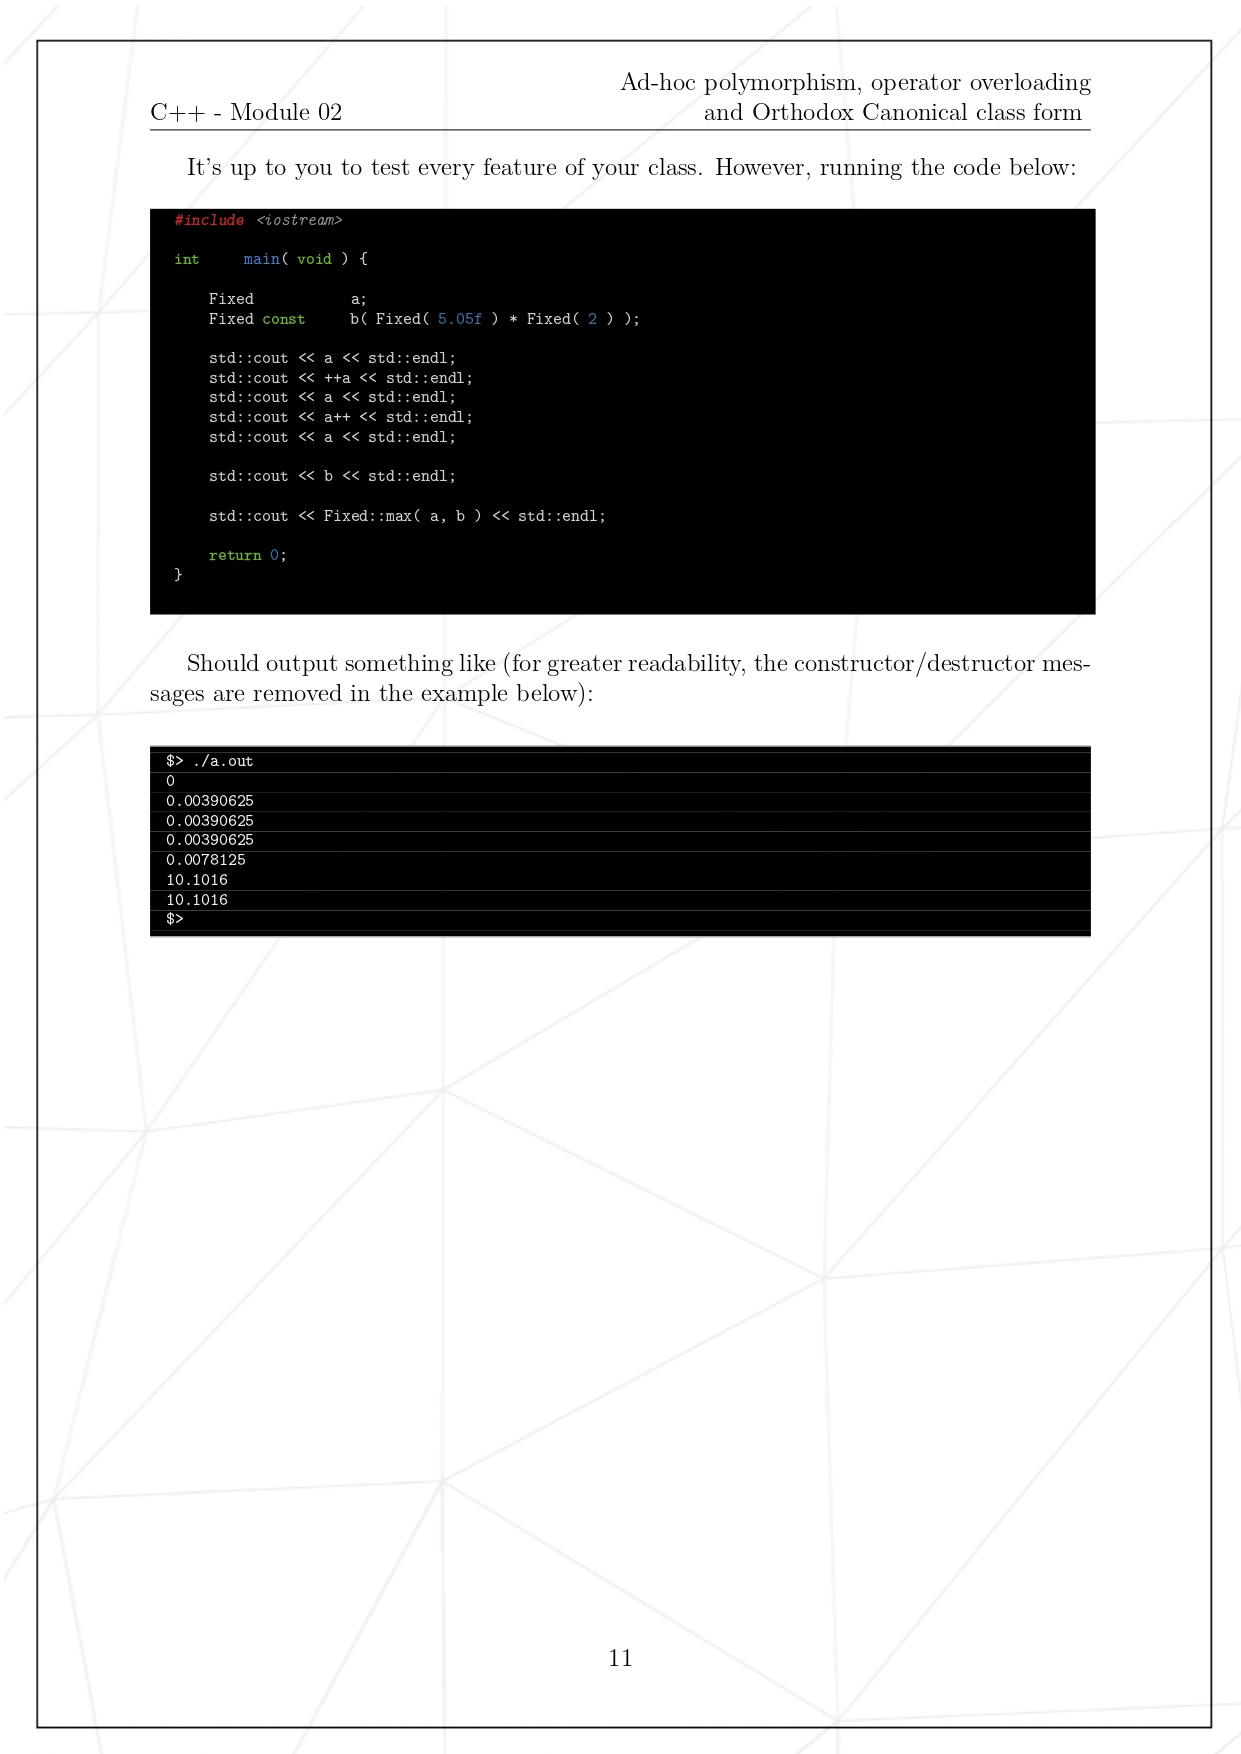 Ad-hoc polymorphism, operator overloading
C++ - Module 02 and Orthodox Canonical class form
It's up to you to test every feature of your class. However, running the code below:
#include <iostream>
int main( void ) {
Fixed a;
Fixed const b( Fixed( 5.05f ) * Fixed( 2 ) );
std::cout << a << std::endl;
std::cout << ++a << std::endl;
std::cout << a << std::endl;
std::cout << a++ << std::endl;
std::cout << a << std::endl;
std::cout << b << std::endl;
std::cout << Fixed::max( a, b ) << std::endl;
return 0;
}
Should output something like (for greater readability, the constructor/destructor mes-
sages are removed in the example below):
$> ./a.out
0
0.00390625
0.00390625
0.00390625
0.0078125
10.1016
10.1016
$>
11